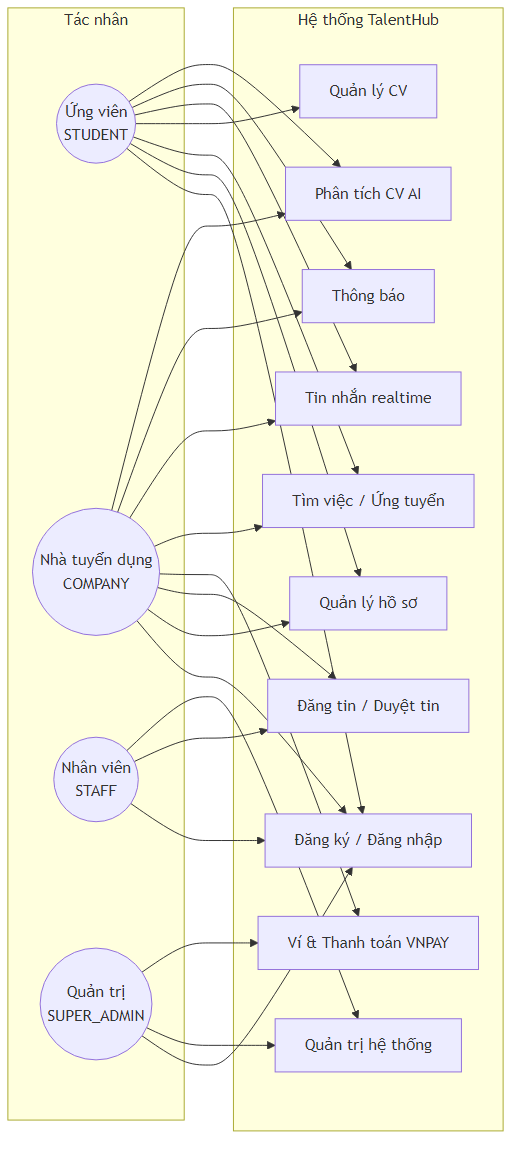 Tác nhân
Hệ thống TalentHub
Ứng viên
STUDENT
Nhà tuyển dụng
COMPANY
Nhân viên
STAFF
Quản trị
SUPER_ADMIN
Quản lý CV
Phân tích CV AI
Thông báo
Tin nhắn realtime
Tìm việc / Ứng tuyển
Quản lý hồ sơ
Đăng tin / Duyệt tin
Đăng ký / Đăng nhập
Ví & Thanh toán VNPAY
Quản trị hệ thống